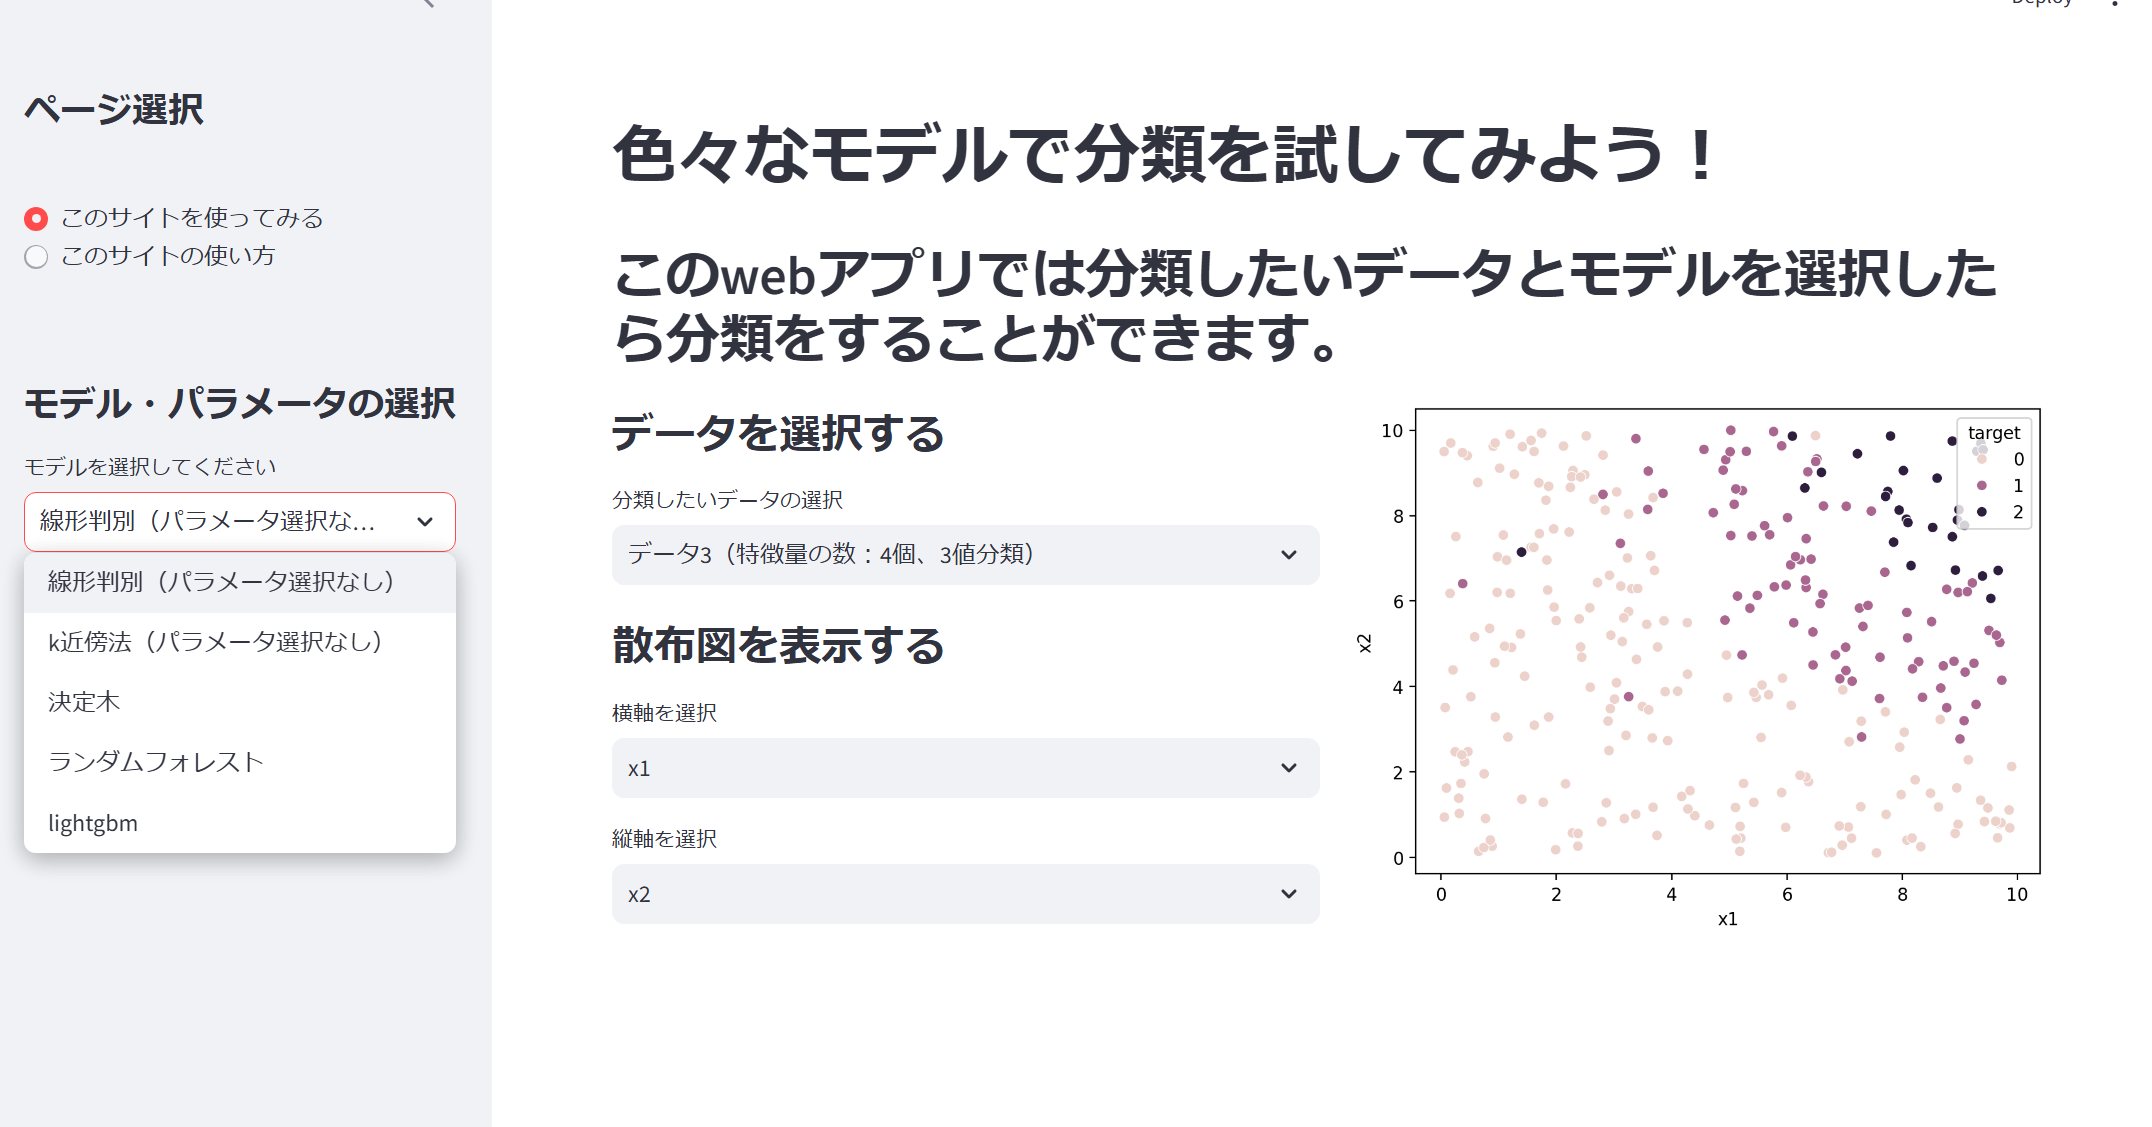 Deploy
ページ選択
このサイトを使ってみる
このサイトの使い方
モデル・パラメータの選択
モデルを選択してください
線形判別（パラメータ選択な...
線形判別（パラメータ選択なし）
k近傍法（パラメータ選択なし）
決定木
ランダムフォレスト
lightgbm
色々なモデルで分類を試してみよう！
このwebアプリでは分類したいデータとモデルを選択した
ら分類をすることができます。
データを選択する
分類したいデータの選択
データ3（特徴量の数：4個、3値分類）
散布図を表示する
横軸を選択
x1
縦軸を選択
x2
target
0
1
2
10
8
6
4
2
0
x2
0 2 4 6 8 10
x1